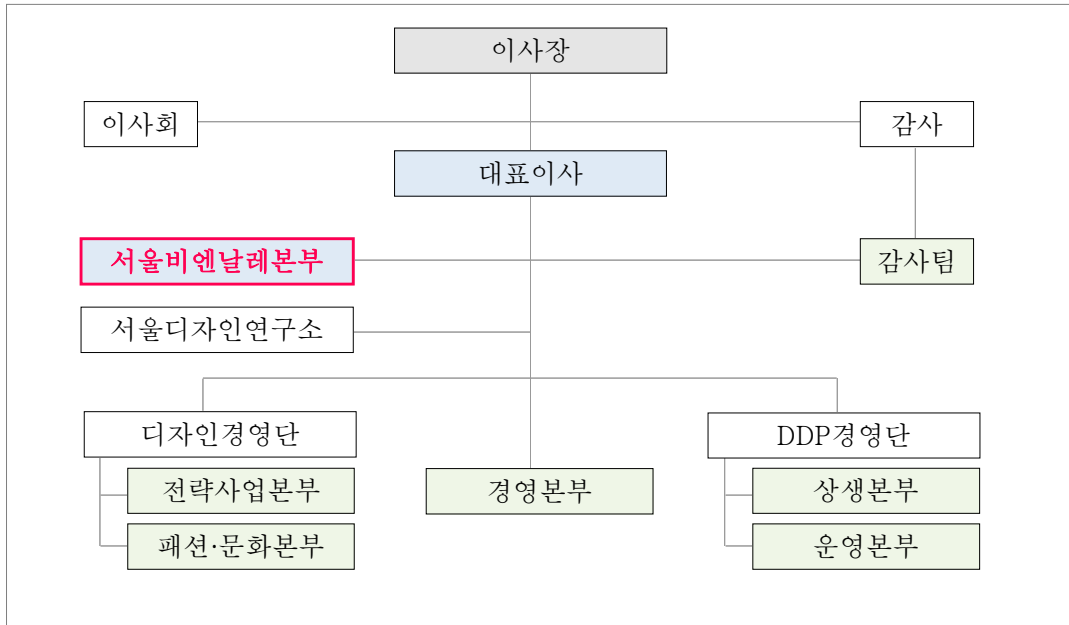 이사장
이사회
감사
대표이사
서울비엔날레본부
감사팀
서울디자인연구소
디자인경영단
DDP경영단
전략사업본부
경영본부
상생본부
패션·문화본부
운영본부